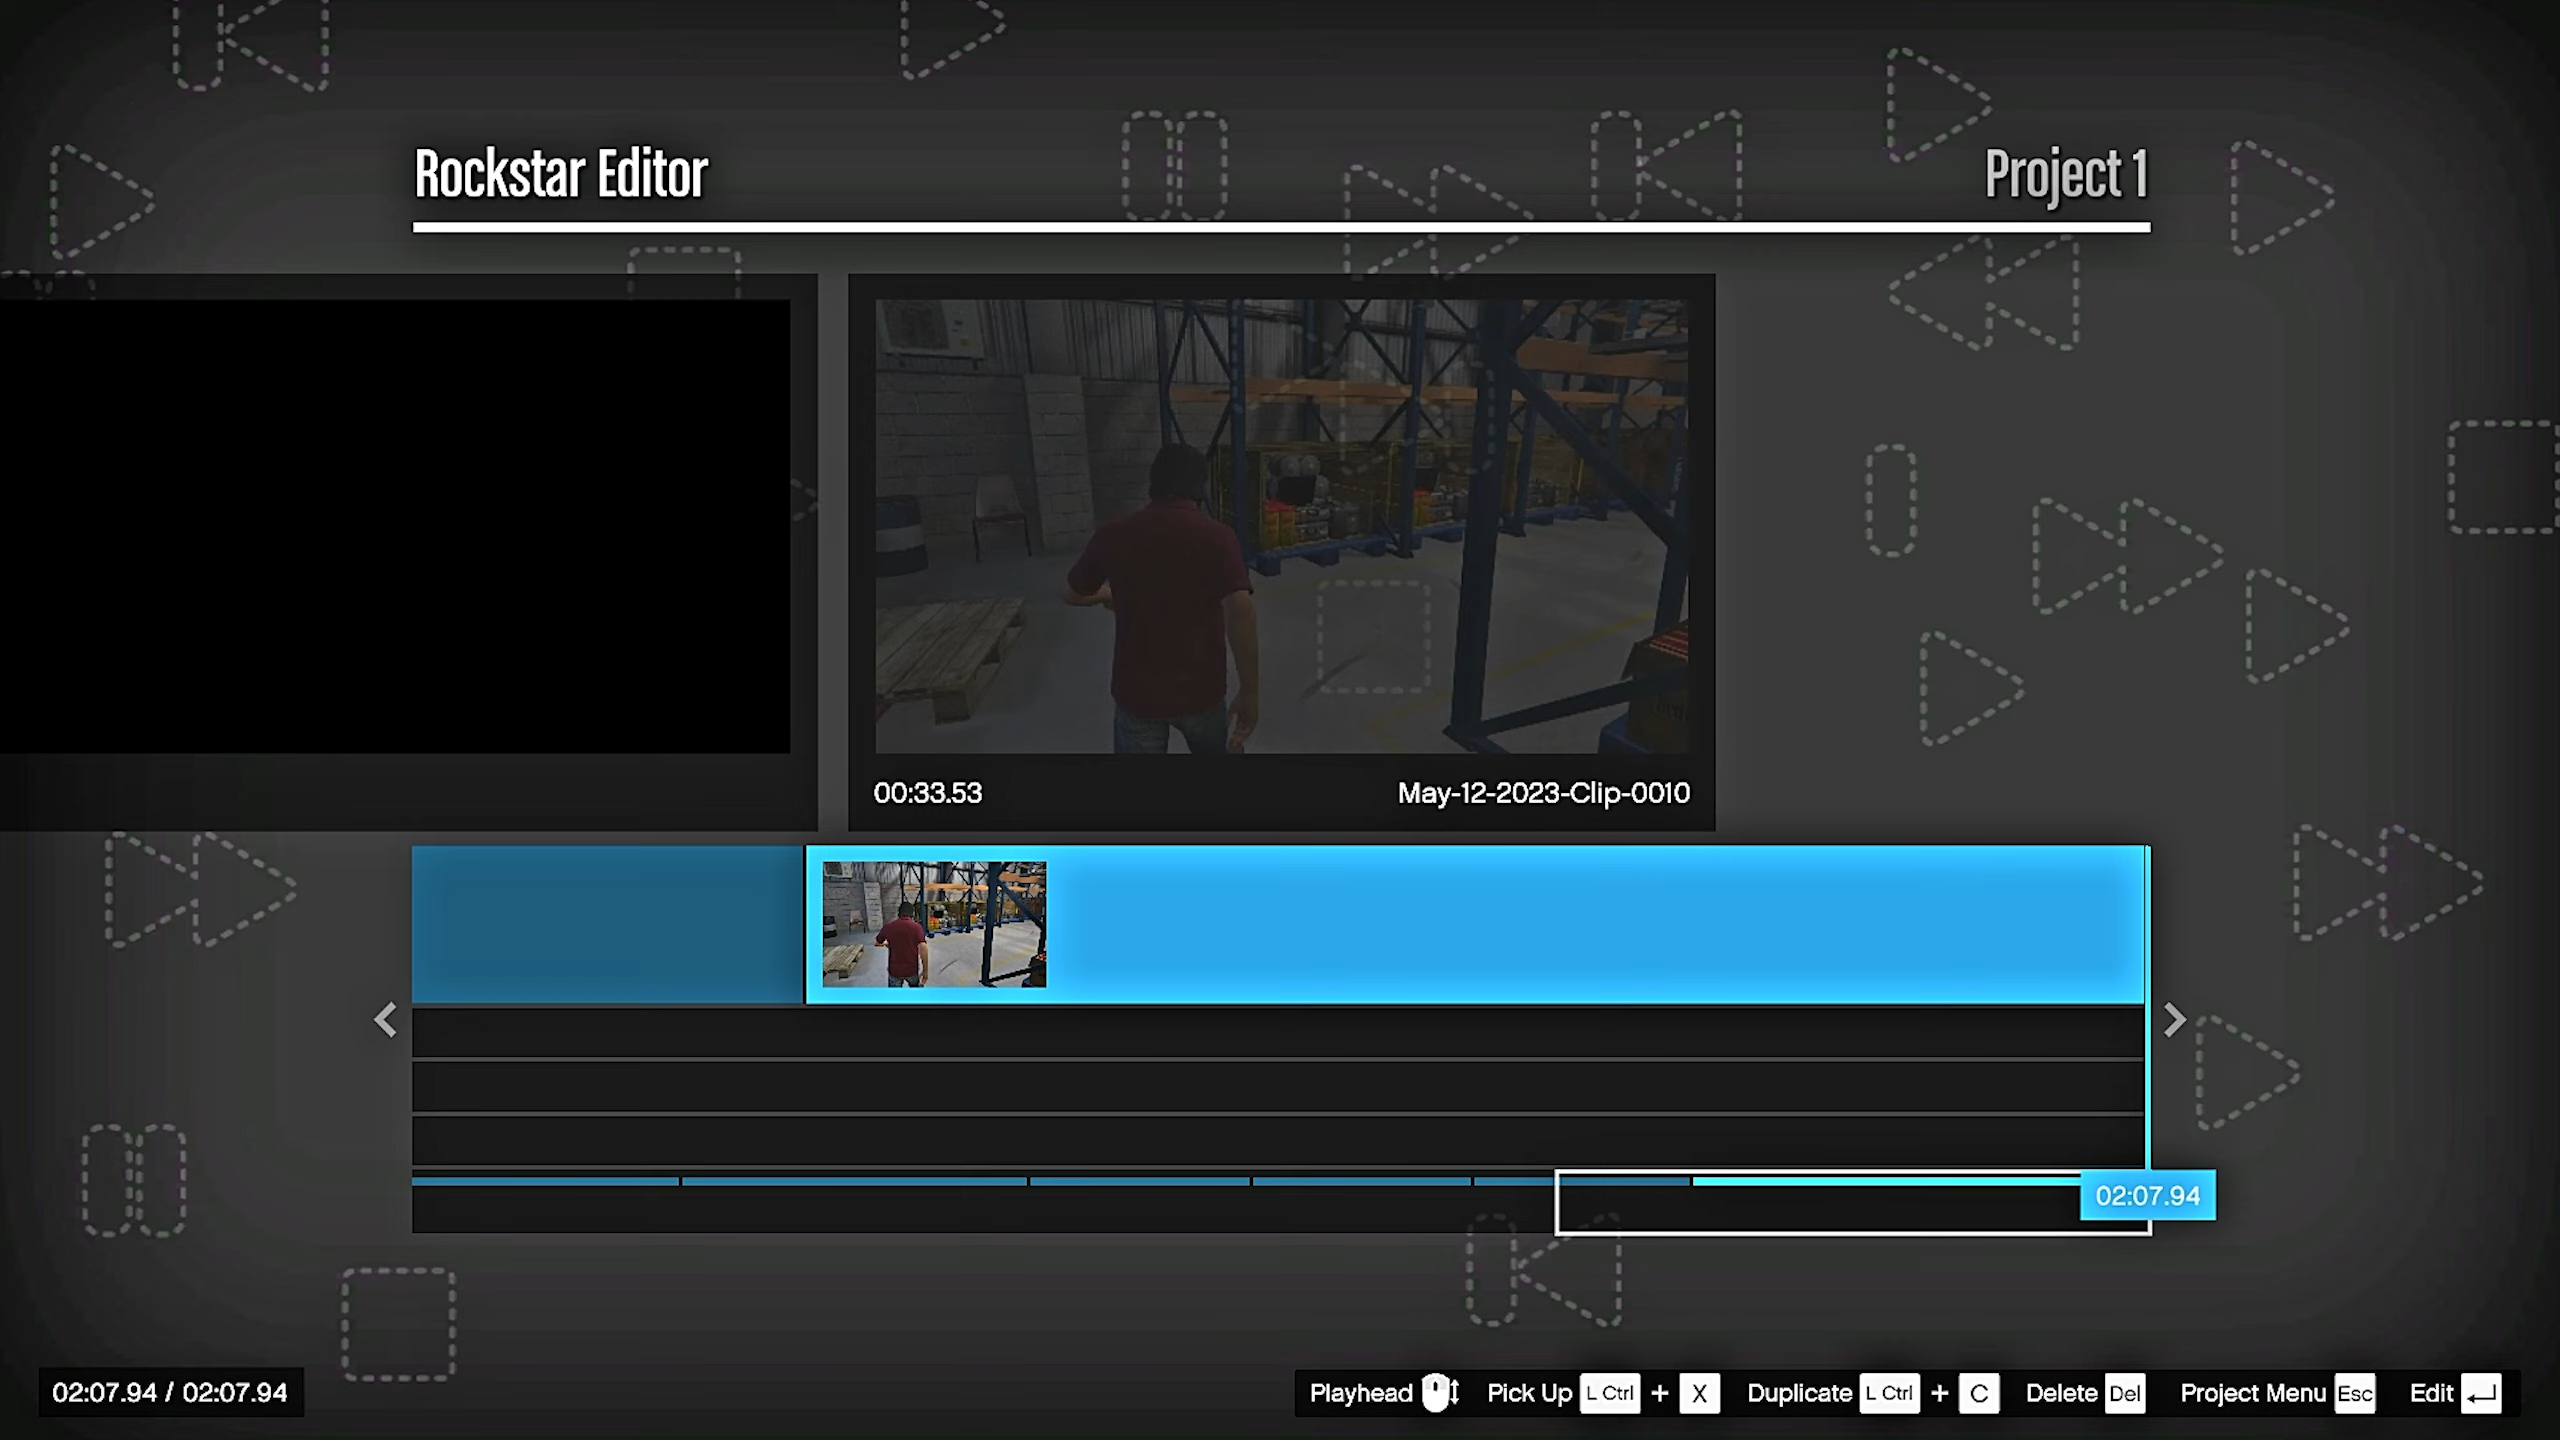 Rockstar Editor
Project 1
00:33.53
May-12-2023-Clip-0010
02:07.94
02:07.94 / 02:07.94
Playhead Pick Up L Ctrl + X Duplicate L Ctrl + C Delete Del Project Menu Esc Edit